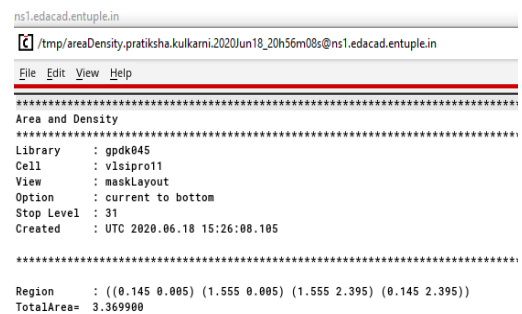 ns1.edacad.entuple.in
/tmp/areaDensity.pratiksha.kulkarni.2020Jun18_20h56m08s@ns1.edacad.entuple.in
File Edit View Help
********************************************************************************
Area and Density
********************************************************************************
Library : gpdk045
Cell : vlsipro11
View : maskLayout
Option : current to bottom
Stop Level : 31
Created : UTC 2020.06.18 15:26:08.105
********************************************************************************
Region : ((0.145 0.005) (1.555 0.005) (1.555 2.395) (0.145 2.395))
TotalArea= 3.369900